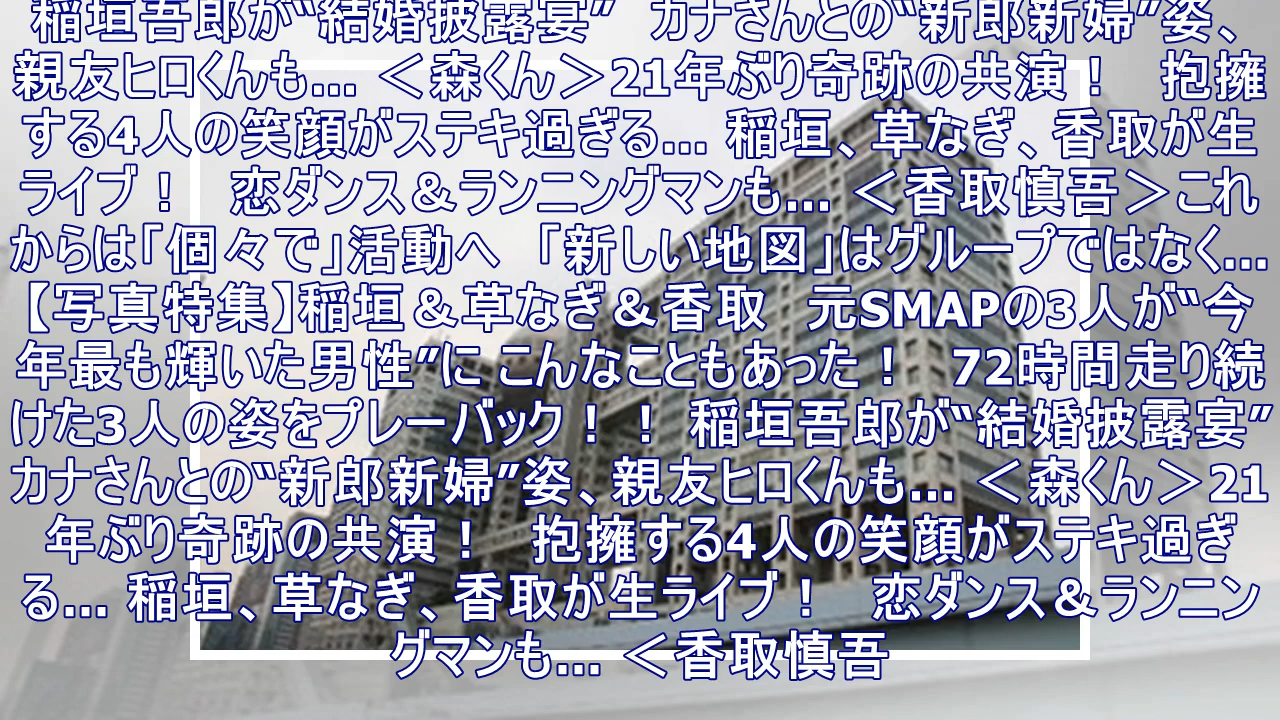 稲垣吾郎が“結婚披露宴”　カナさんとの“新郎新婦”姿、
親友ヒロくんも... ＜森くん＞21年ぶり奇跡の共演！　抱擁
する4人の笑顔がステキ過ぎる... 稲垣、草なぎ、香取が生
ライブ！　恋ダンス＆ランニングマンも... ＜香取慎吾＞これ
からは「個々で」活動へ　「新しい地図」はグループではなく...
【写真特集】稲垣＆草なぎ＆香取　元SMAPの3人が“今
年最も輝いた男性”に こんなこともあった！　72時間走り続
けた3人の姿をプレーバック！！ 稲垣吾郎が“結婚披露宴”
カナさんとの“新郎新婦”姿、親友ヒロくんも... ＜森くん＞21
年ぶり奇跡の共演！　抱擁する4人の笑顔がステキ過ぎ
る... 稲垣、草なぎ、香取が生ライブ！　恋ダンス＆ランニン
グマンも... ＜香取慎吾